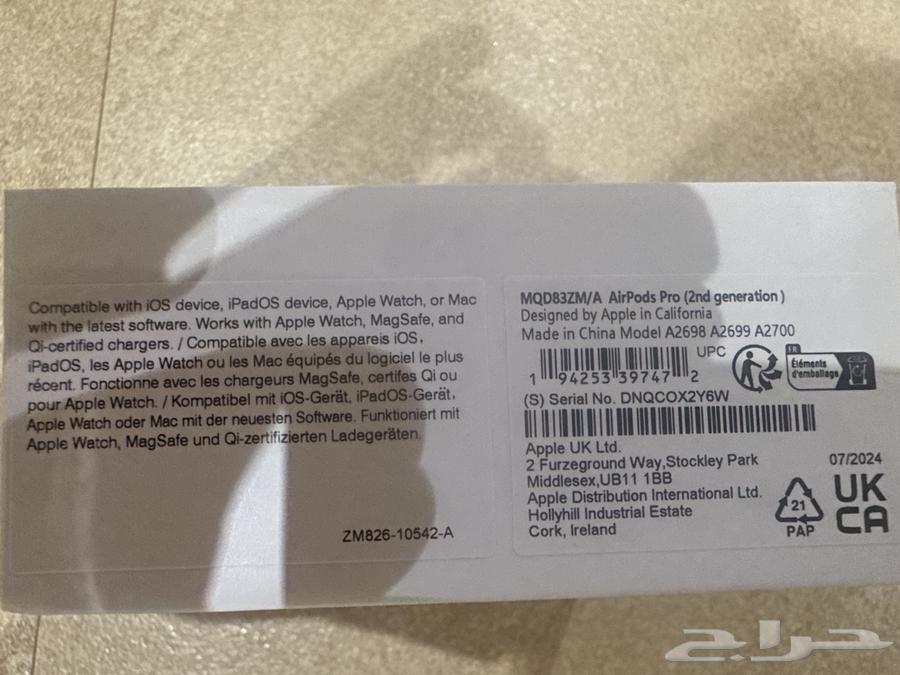 Compatible with iOS device, iPadOS device, Apple Watch, or Mac
with the latest software. Works with Apple Watch, MagSafe, and
Qi-certified chargers. / Compatible avec les appareils iOS,
iPadOS, les Apple Watch ou les Mac équipés du logiciel le plus
récent. Fonctionne avec les chargeurs MagSafe, certifes Qi ou
pour Apple Watch. / Kompatibel mit iOS-Gerät, iPadOS-Gerät,
Apple Watch oder Mac mit der neuesten Software. Funktioniert mit
Apple Watch, MagSafe und Qi-zertifizierten Ladegeräten.
ZM826-10542-A
MQD83ZM/A AirPods Pro (2nd generation )
Designed by Apple in California
Made in China Model A2698 A2699 A2700
UPC
1 94253 39747 2
FR
Éléments
d'emballage
(S) Serial No. DNQCOX2Y6W
Apple UK Ltd.
2 Furzeground Way,Stockley Park
Middlesex,UB11 1BB
Apple Distribution International Ltd.
Hollyhill Industrial Estate
Cork, Ireland
07/2024
21
PAP
UK
CA
حراج